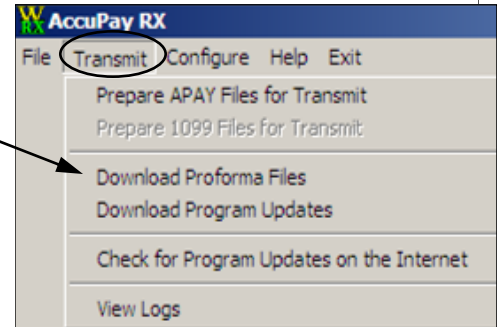 W RX AccuPay RX
File Transmit Configure Help Exit
Prepare APAY Files for Transmit
Prepare 1099 Files for Transmit
Download Proforma Files
Download Program Updates
Check for Program Updates on the Internet
View Logs